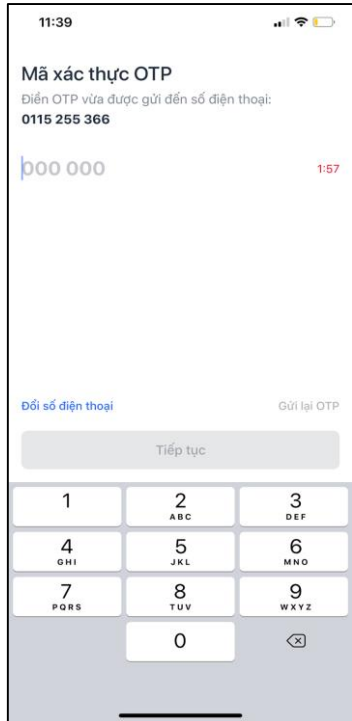 11:39
Mã xác thực OTP
Điền OTP vừa được gửi đến số điện thoại:
0115 255 366
000 000
1:57
Đổi số điện thoại
Gửi lại OTP
Tiếp tục
1
2
3
ABC
DEF
4
5
6
GHI
JKL
MNO
7
8
9
PQRS
TUV
WXYZ
0